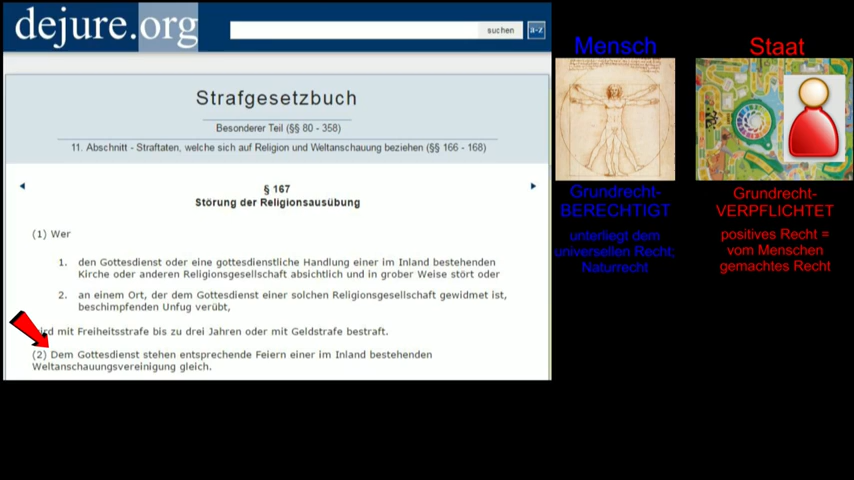 dejure.org
suchen
a-z
Strafgesetzbuch
Besonderer Teil (§§ 80 - 358)
11. Abschnitt - Straftaten, welche sich auf Religion und Weltanschauung beziehen (§§ 166 - 168)
§ 167
Störung der Religionsausübung
(1) Wer
1. den Gottesdienst oder eine gottesdienstliche Handlung einer im Inland bestehenden
Kirche oder anderen Religionsgesellschaft absichtlich und in grober Weise stört oder
2. an einem Ort, der dem Gottesdienst einer solchen Religionsgesellschaft gewidmet ist,
beschimpfenden Unfug verübt,
wird mit Freiheitsstrafe bis zu drei Jahren oder mit Geldstrafe bestraft.
(2) Dem Gottesdienst stehen entsprechende Feiern einer im Inland bestehenden
Weltanschauungsvereinigung gleich.
Mensch
Grundrecht-
BERECHTIGT
unterliegt dem
universellen Recht;
Naturrecht
Staat
Grundrecht-
VERPFLICHTET
positives Recht =
vom Menschen
gemachtes Recht